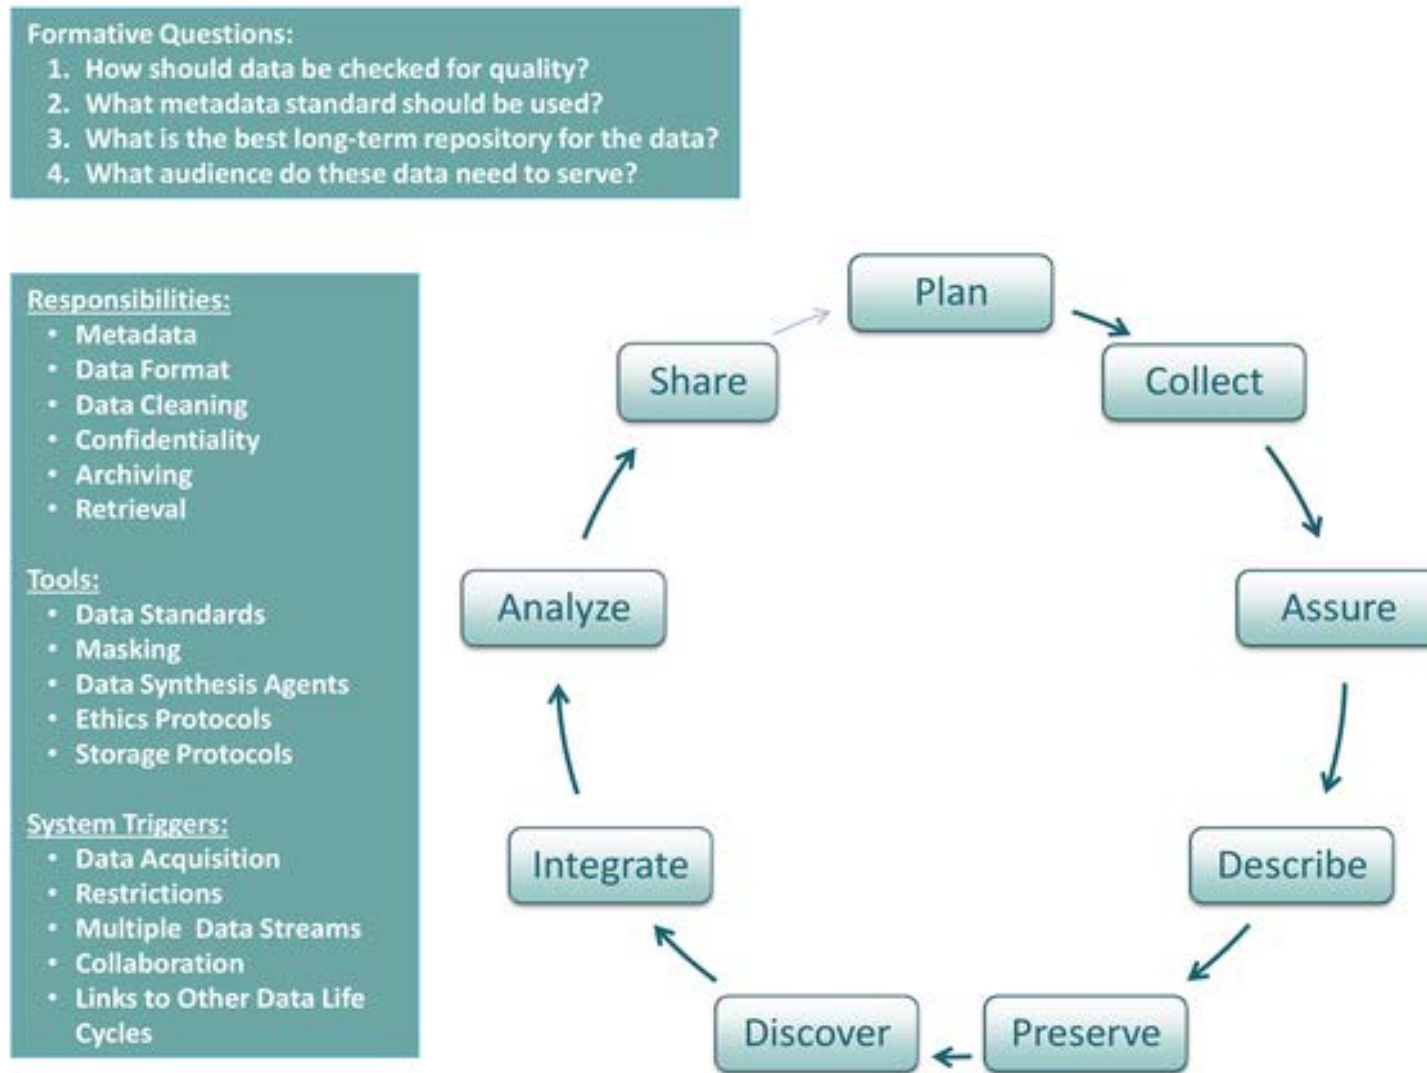 Formative Questions:
1. How should data be checked for quality?
2. What metadata standard should be used?
3. What is the best long-term repository for the data?
4. What audience do these data need to serve?
Responsibilities:
• Metadata
• Data Format
• Data Cleaning
• Confidentiality
• Archiving
• Retrieval
Tools:
• Data Standards
• Masking
• Data Synthesis Agents
• Ethics Protocols
• Storage Protocols
System Triggers:
• Data Acquisition
• Restrictions
• Multiple  Data Streams
• Collaboration
• Links to Other Data Life
Cycles
Plan
Collect
Assure
Describe
Preserve
Discover
Integrate
Analyze
Share